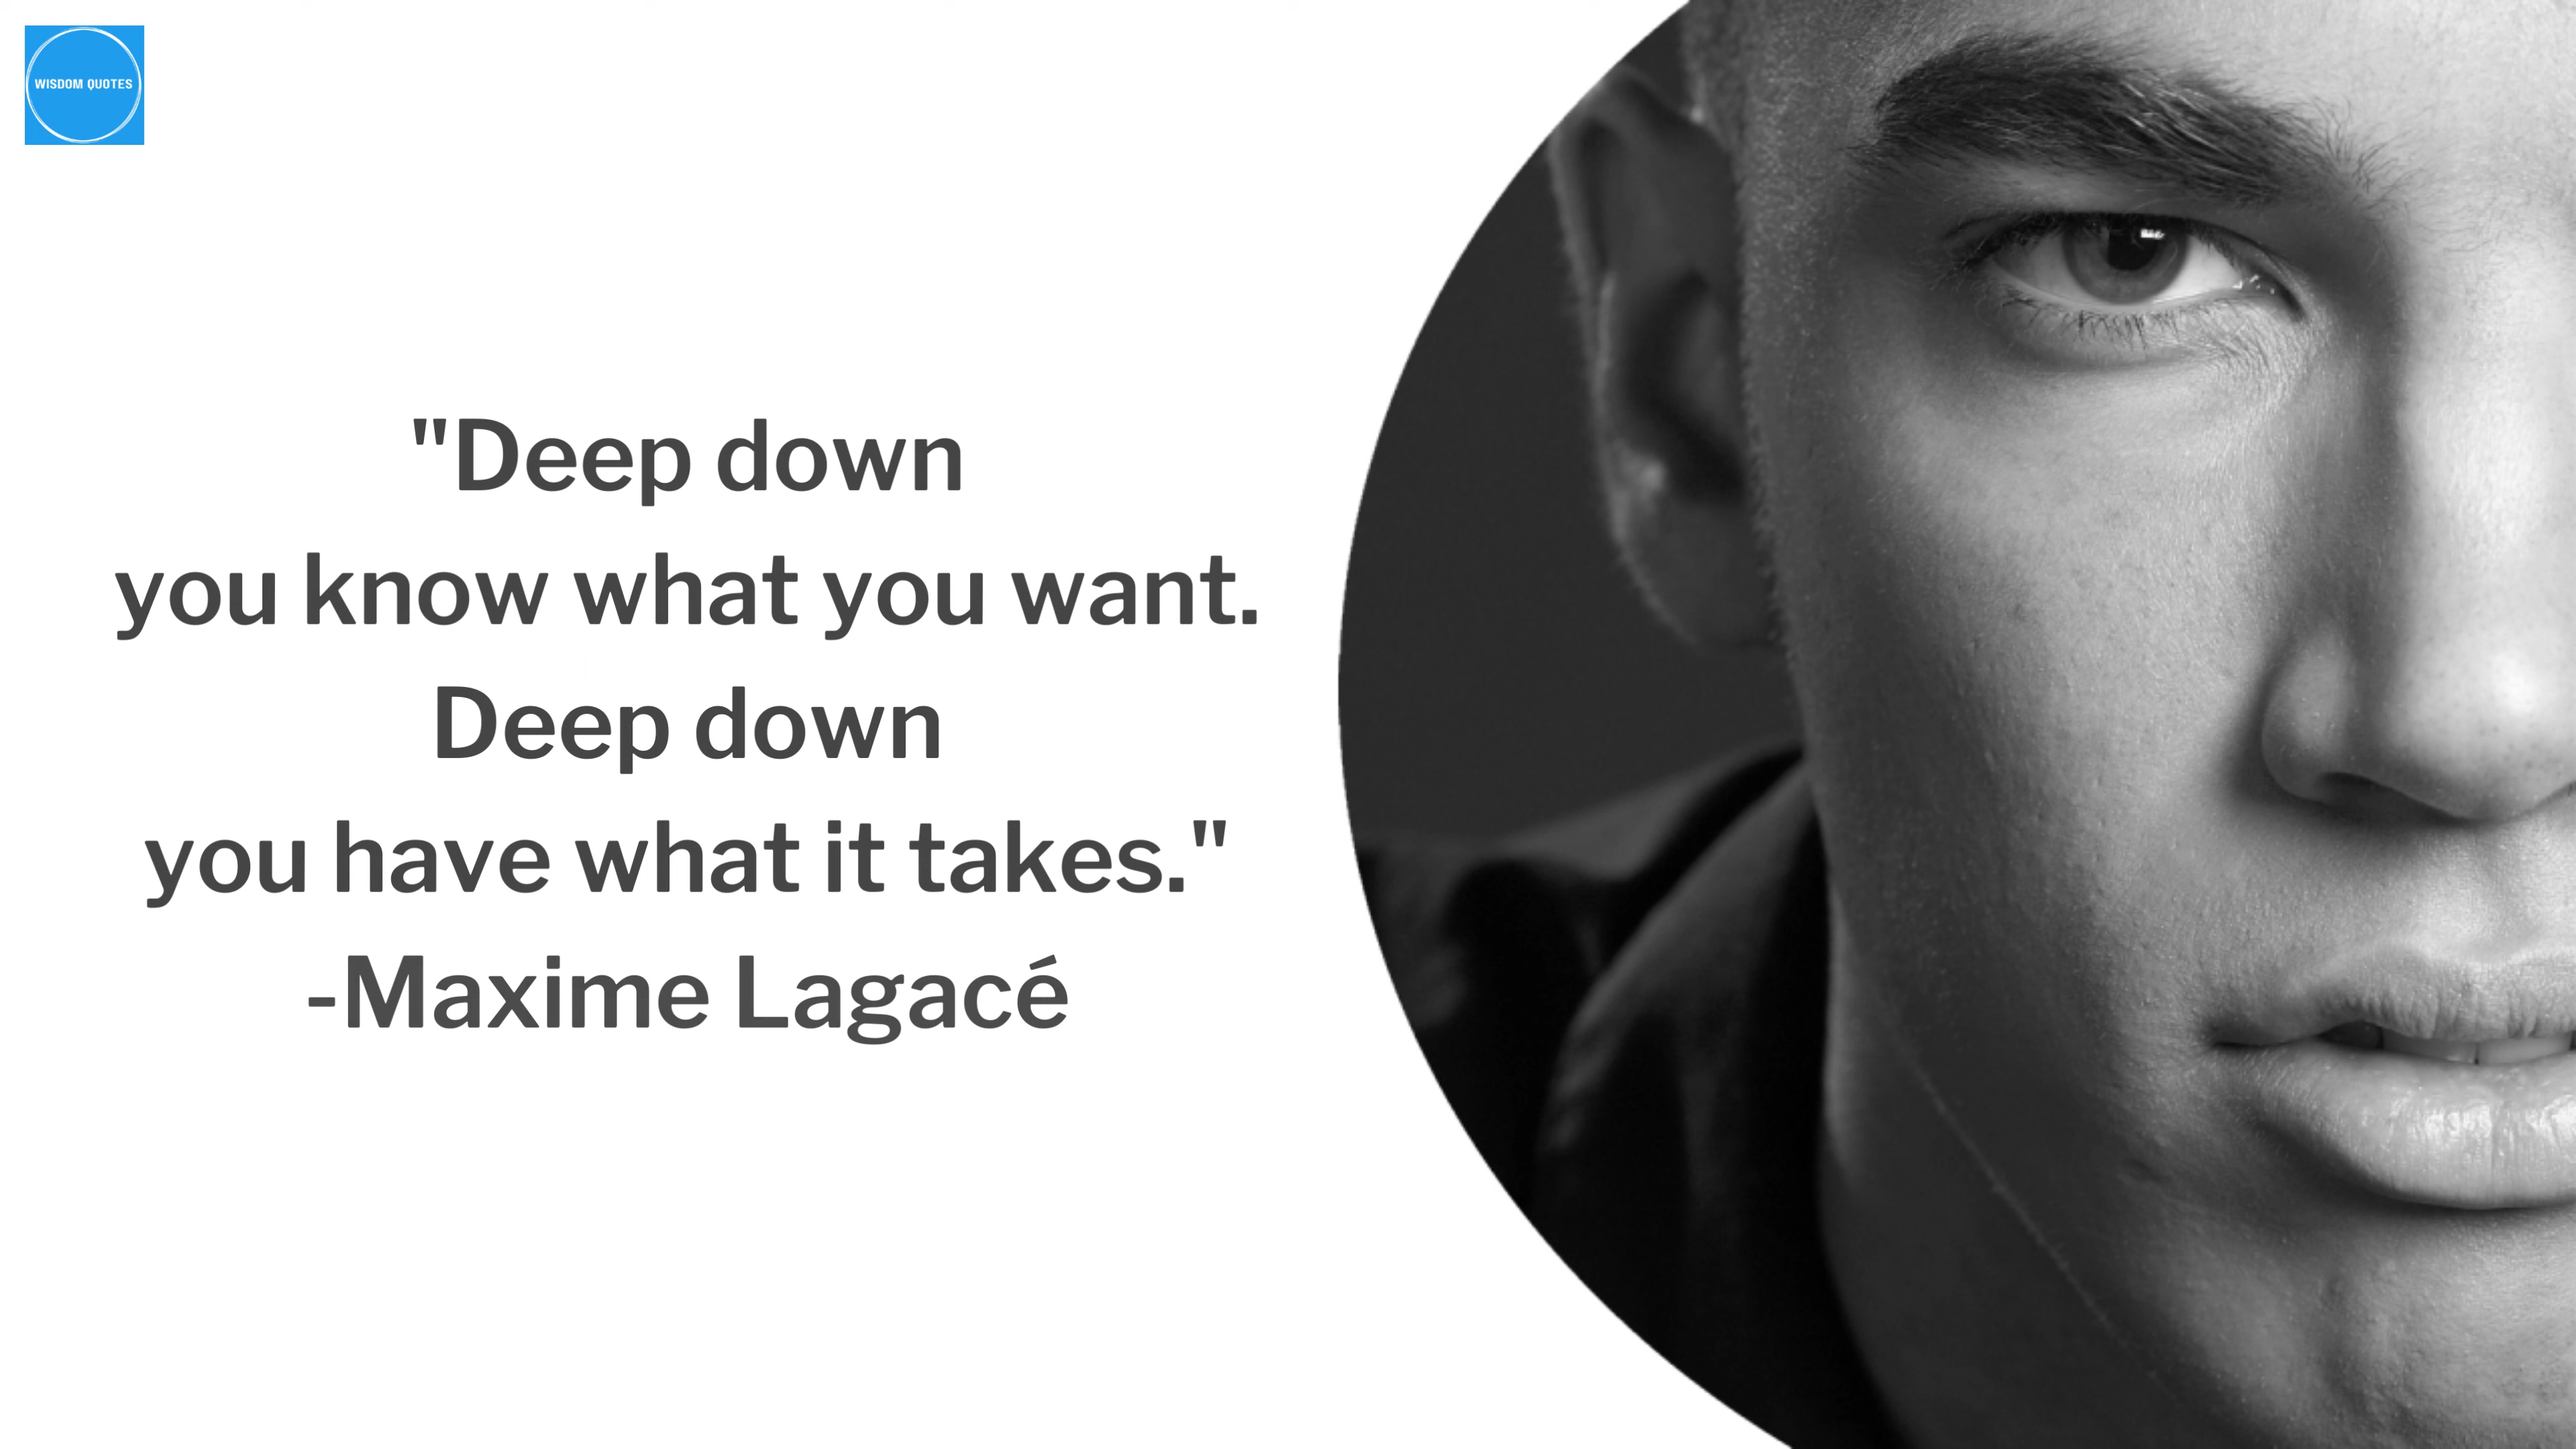 WISDOM QUOTES
"Deep down
you know what you want.
Deep down
you have what it takes."
-Maxime Lagacé